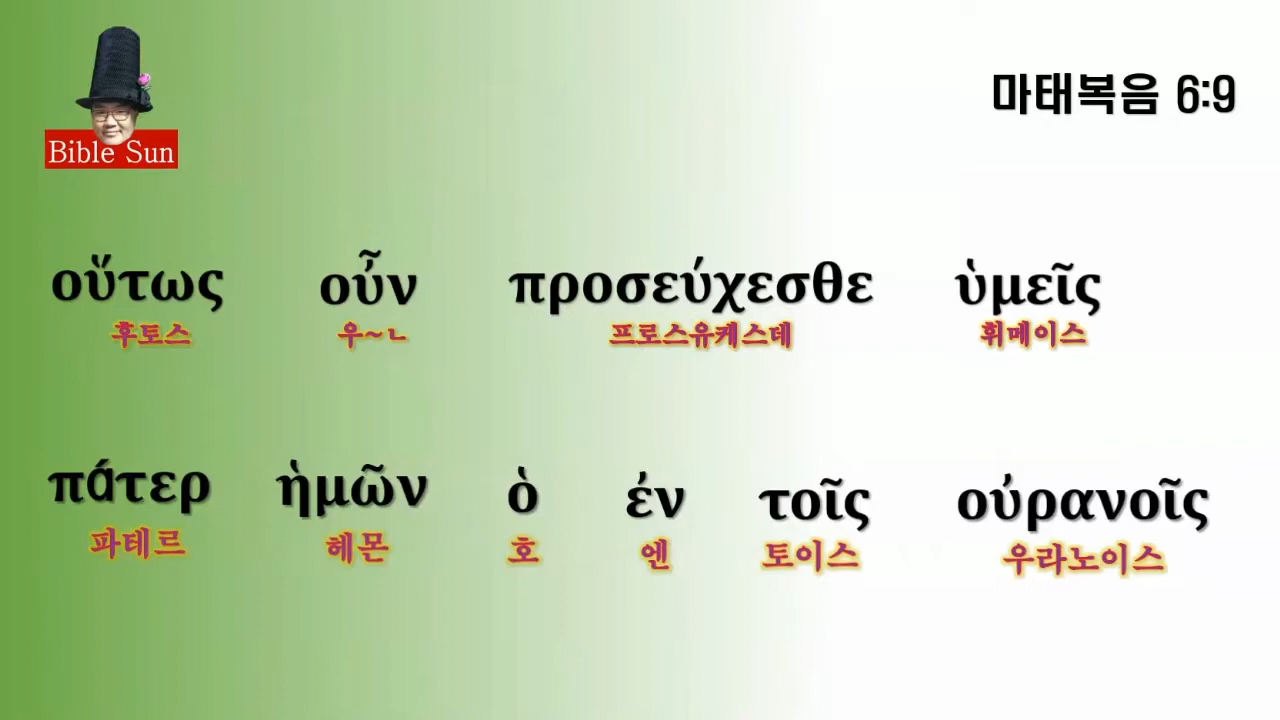 Bible Sun
마태복음 6:9
οὕτως οὖν προσεύχεσθε ὑμεῖς
후토스 우~ㄴ 프로스유케스데 휘메이스
πάτερ ἡμῶν ὁ ἐν τοῖς οὐρανοῖς
파테르 헤몬 호 엔 토이스 우라노이스